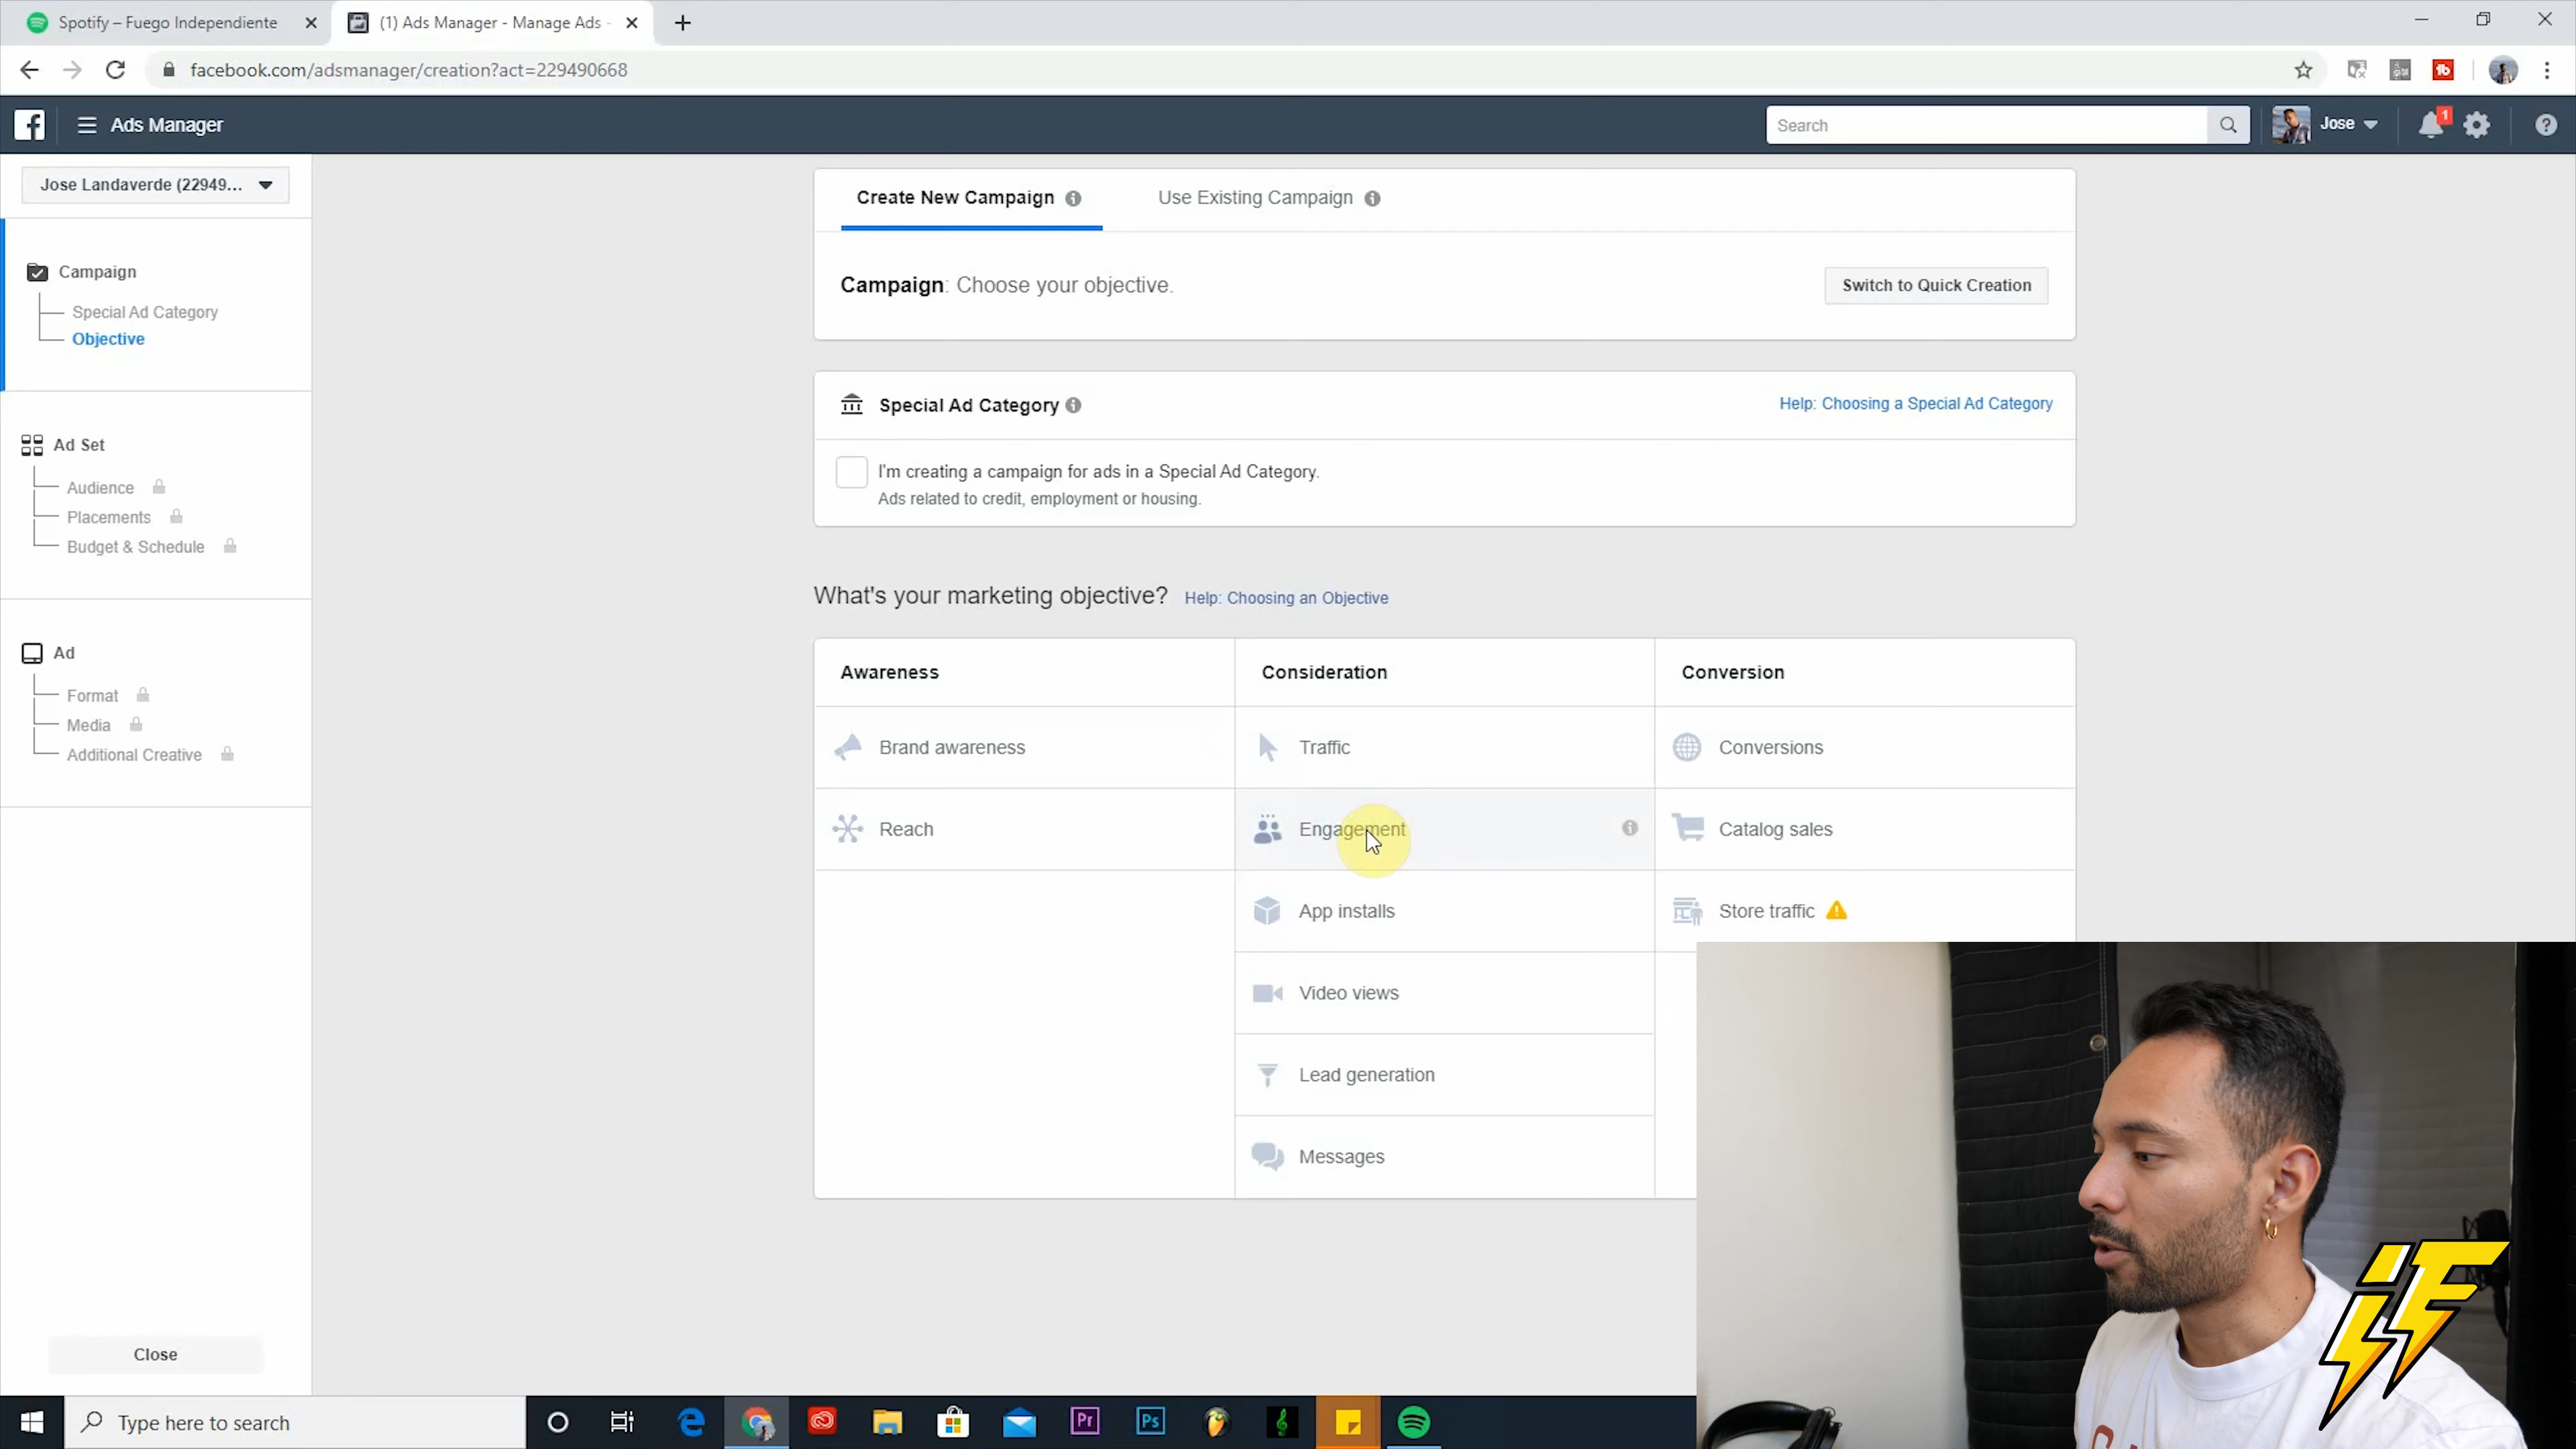 Spotify – Fuego Independiente
(1) Ads Manager - Manage Ads -
facebook.com/adsmanager/creation?act=229490668
Ads Manager
Search
Jose
1
Jose Landaverde (22949...
Campaign
Special Ad Category
Objective
Ad Set
Audience
Placements
Budget & Schedule
Ad
Format
Media
Additional Creative
Close
Create New Campaign
Use Existing Campaign
Campaign: Choose your objective.
Switch to Quick Creation
Special Ad Category
Help: Choosing a Special Ad Category
I'm creating a campaign for ads in a Special Ad Category.
Ads related to credit, employment or housing.
What's your marketing objective?
Help: Choosing an Objective
Awareness
Consideration
Conversion
Brand awareness
Traffic
Conversions
Reach
Engagement
Catalog sales
App installs
Store traffic
Video views
Lead generation
Messages
iF
Type here to search
Pr
Ps